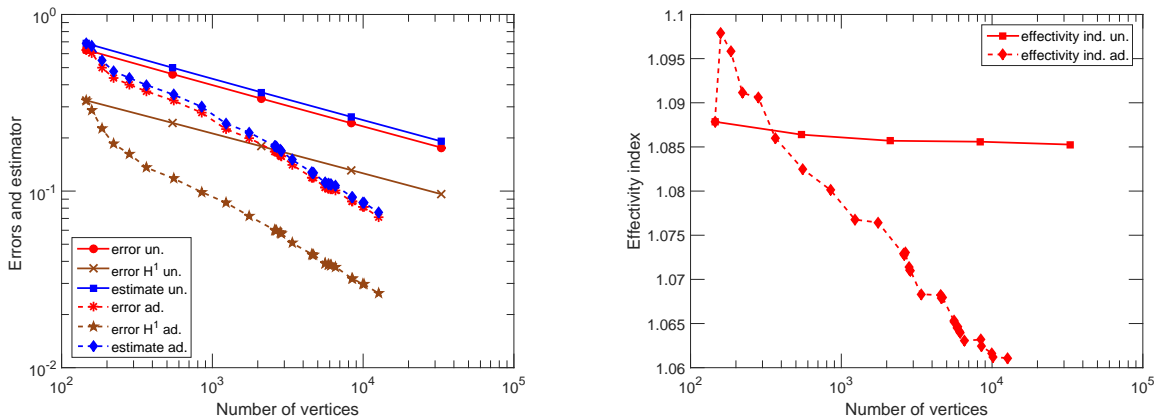 10^0
10^-1
10^-2
Errors and estimator
error un.
error H^1 un.
estimate un.
error ad.
error H^1 ad.
estimate ad.
10^2 10^3 10^4 10^5
Number of vertices
1.1
1.095
1.09
1.085
1.08
1.075
1.07
1.065
1.06
Effectivity index
effectivity ind. un.
effectivity ind. ad.
10^2 10^3 10^4 10^5
Number of vertices